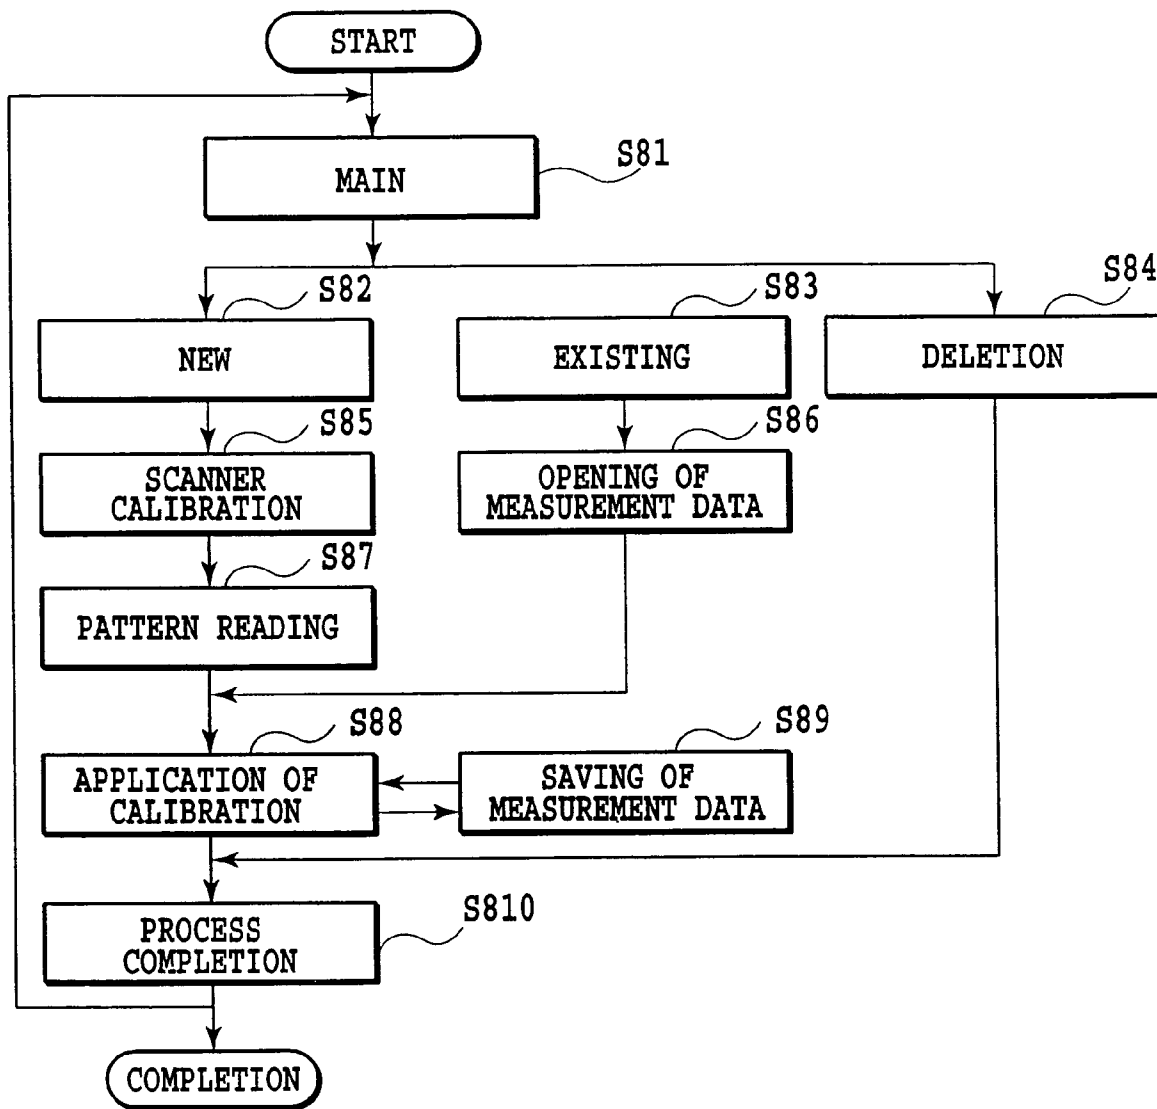 START
S81
MAIN
S82
S83
S84
NEW
EXISTING
DELETION
S85
S86
SCANNER
CALIBRATION
OPENING OF
MEASUREMENT DATA
S87
PATTERN READING
S88
S89
APPLICATION OF
CALIBRATION
SAVING OF
MEASUREMENT DATA
S810
PROCESS
COMPLETION
COMPLETION